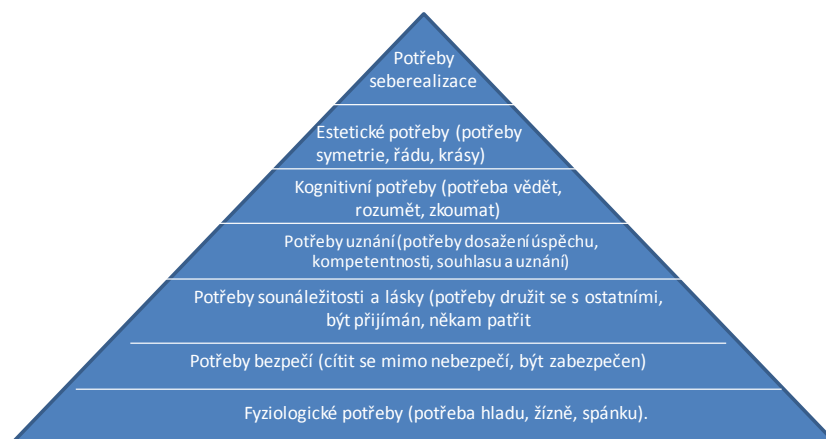 Potřeby
seberealizace
Estetické potřeby (potřeby
symetrie, řádu, krásy)
Kognitivní potřeby (potřeba vědět,
rozumět, zkoumat)
Potřeby uznání (potřeby dosažení úspěchu,
kompetentnosti, souhlasu a uznání)
Potřeby sounáležitosti a lásky (potřeby družit se s ostatními,
být přijímán, někam patřit
Potřeby bezpečí (cítit se mimo nebezpečí, být zabezpečen)
Fyziologické potřeby (potřeba hladu, žízně, spánku).